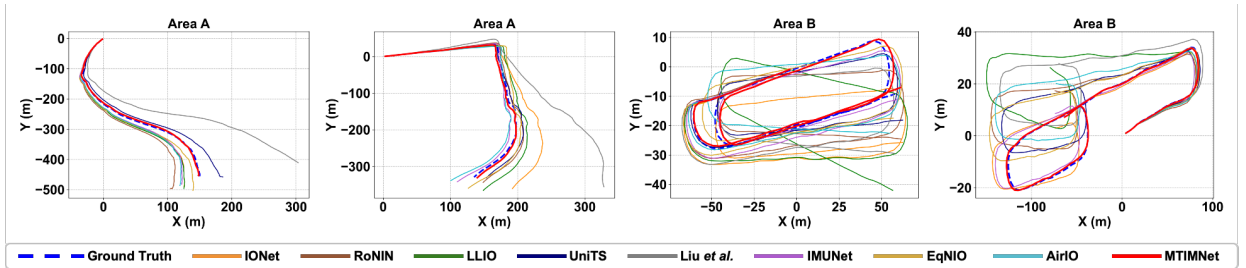 Area A
0
−100
−200
−300
−400
−500
Y (m)
0
100
200
300
X (m)
Area A
0
−100
−200
−300
Y (m)
0
100
200
300
X (m)
Area B
10
0
−10
−20
−30
−40
Y (m)
−50
−25
0
25
50
X (m)
Area B
40
20
0
−20
Y (m)
−100
0
100
X (m)
Ground Truth IONet RoNIN LLIO UniTS Liu et al. IMUNet EqNIO AirIO MTIMNet